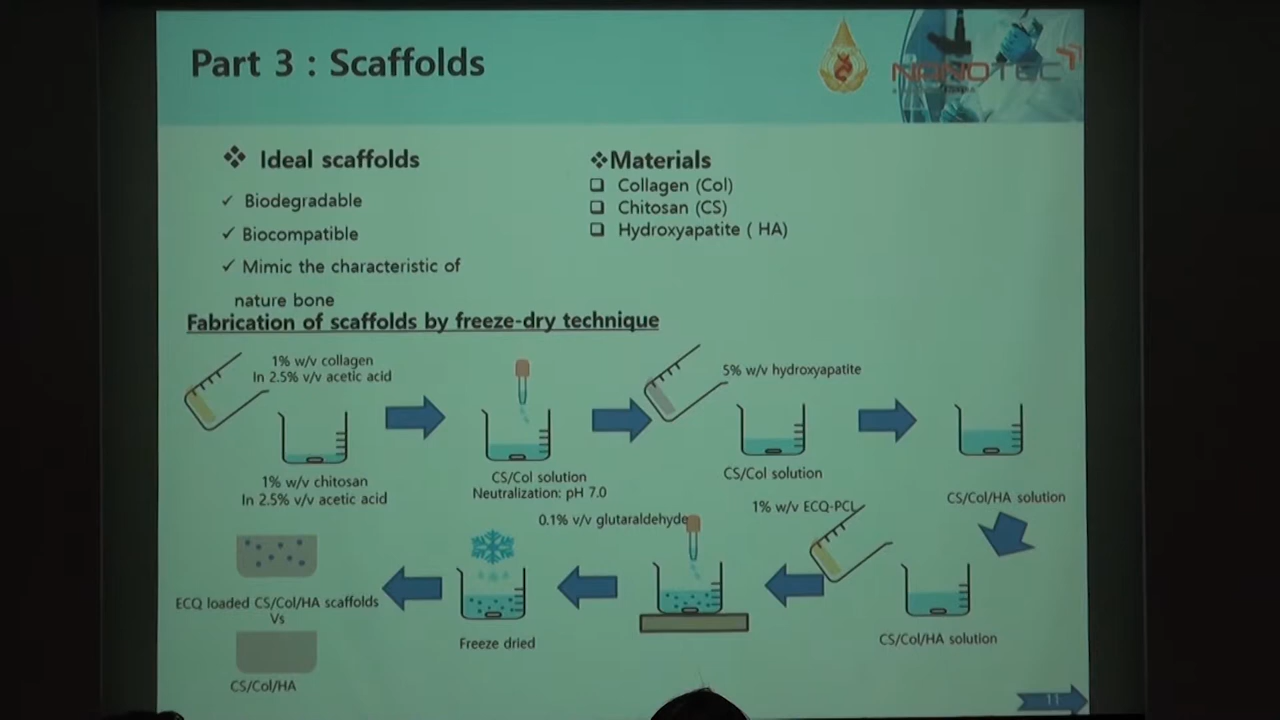 Part 3 : Scaffolds
NANOTEC
❖ Ideal scaffolds
✓ Biodegradable
✓ Biocompatible
✓ Mimic the characteristic of
nature bone
❖Materials
❑ Collagen (Col)
❑ Chitosan (CS)
❑ Hydroxyapatite ( HA)
Fabrication of scaffolds by freeze-dry technique
1% w/v collagen
In 2.5% v/v acetic acid
1% w/v chitosan
In 2.5% v/v acetic acid
CS/Col solution
Neutralization: pH 7.0
5% w/v hydroxyapatite
CS/Col solution
CS/Col/HA solution
1% w/v ECQ-PCL
CS/Col/HA solution
0.1% v/v glutaraldehyde
Freeze dried
ECQ loaded CS/Col/HA scaffolds
Vs
CS/Col/HA
11